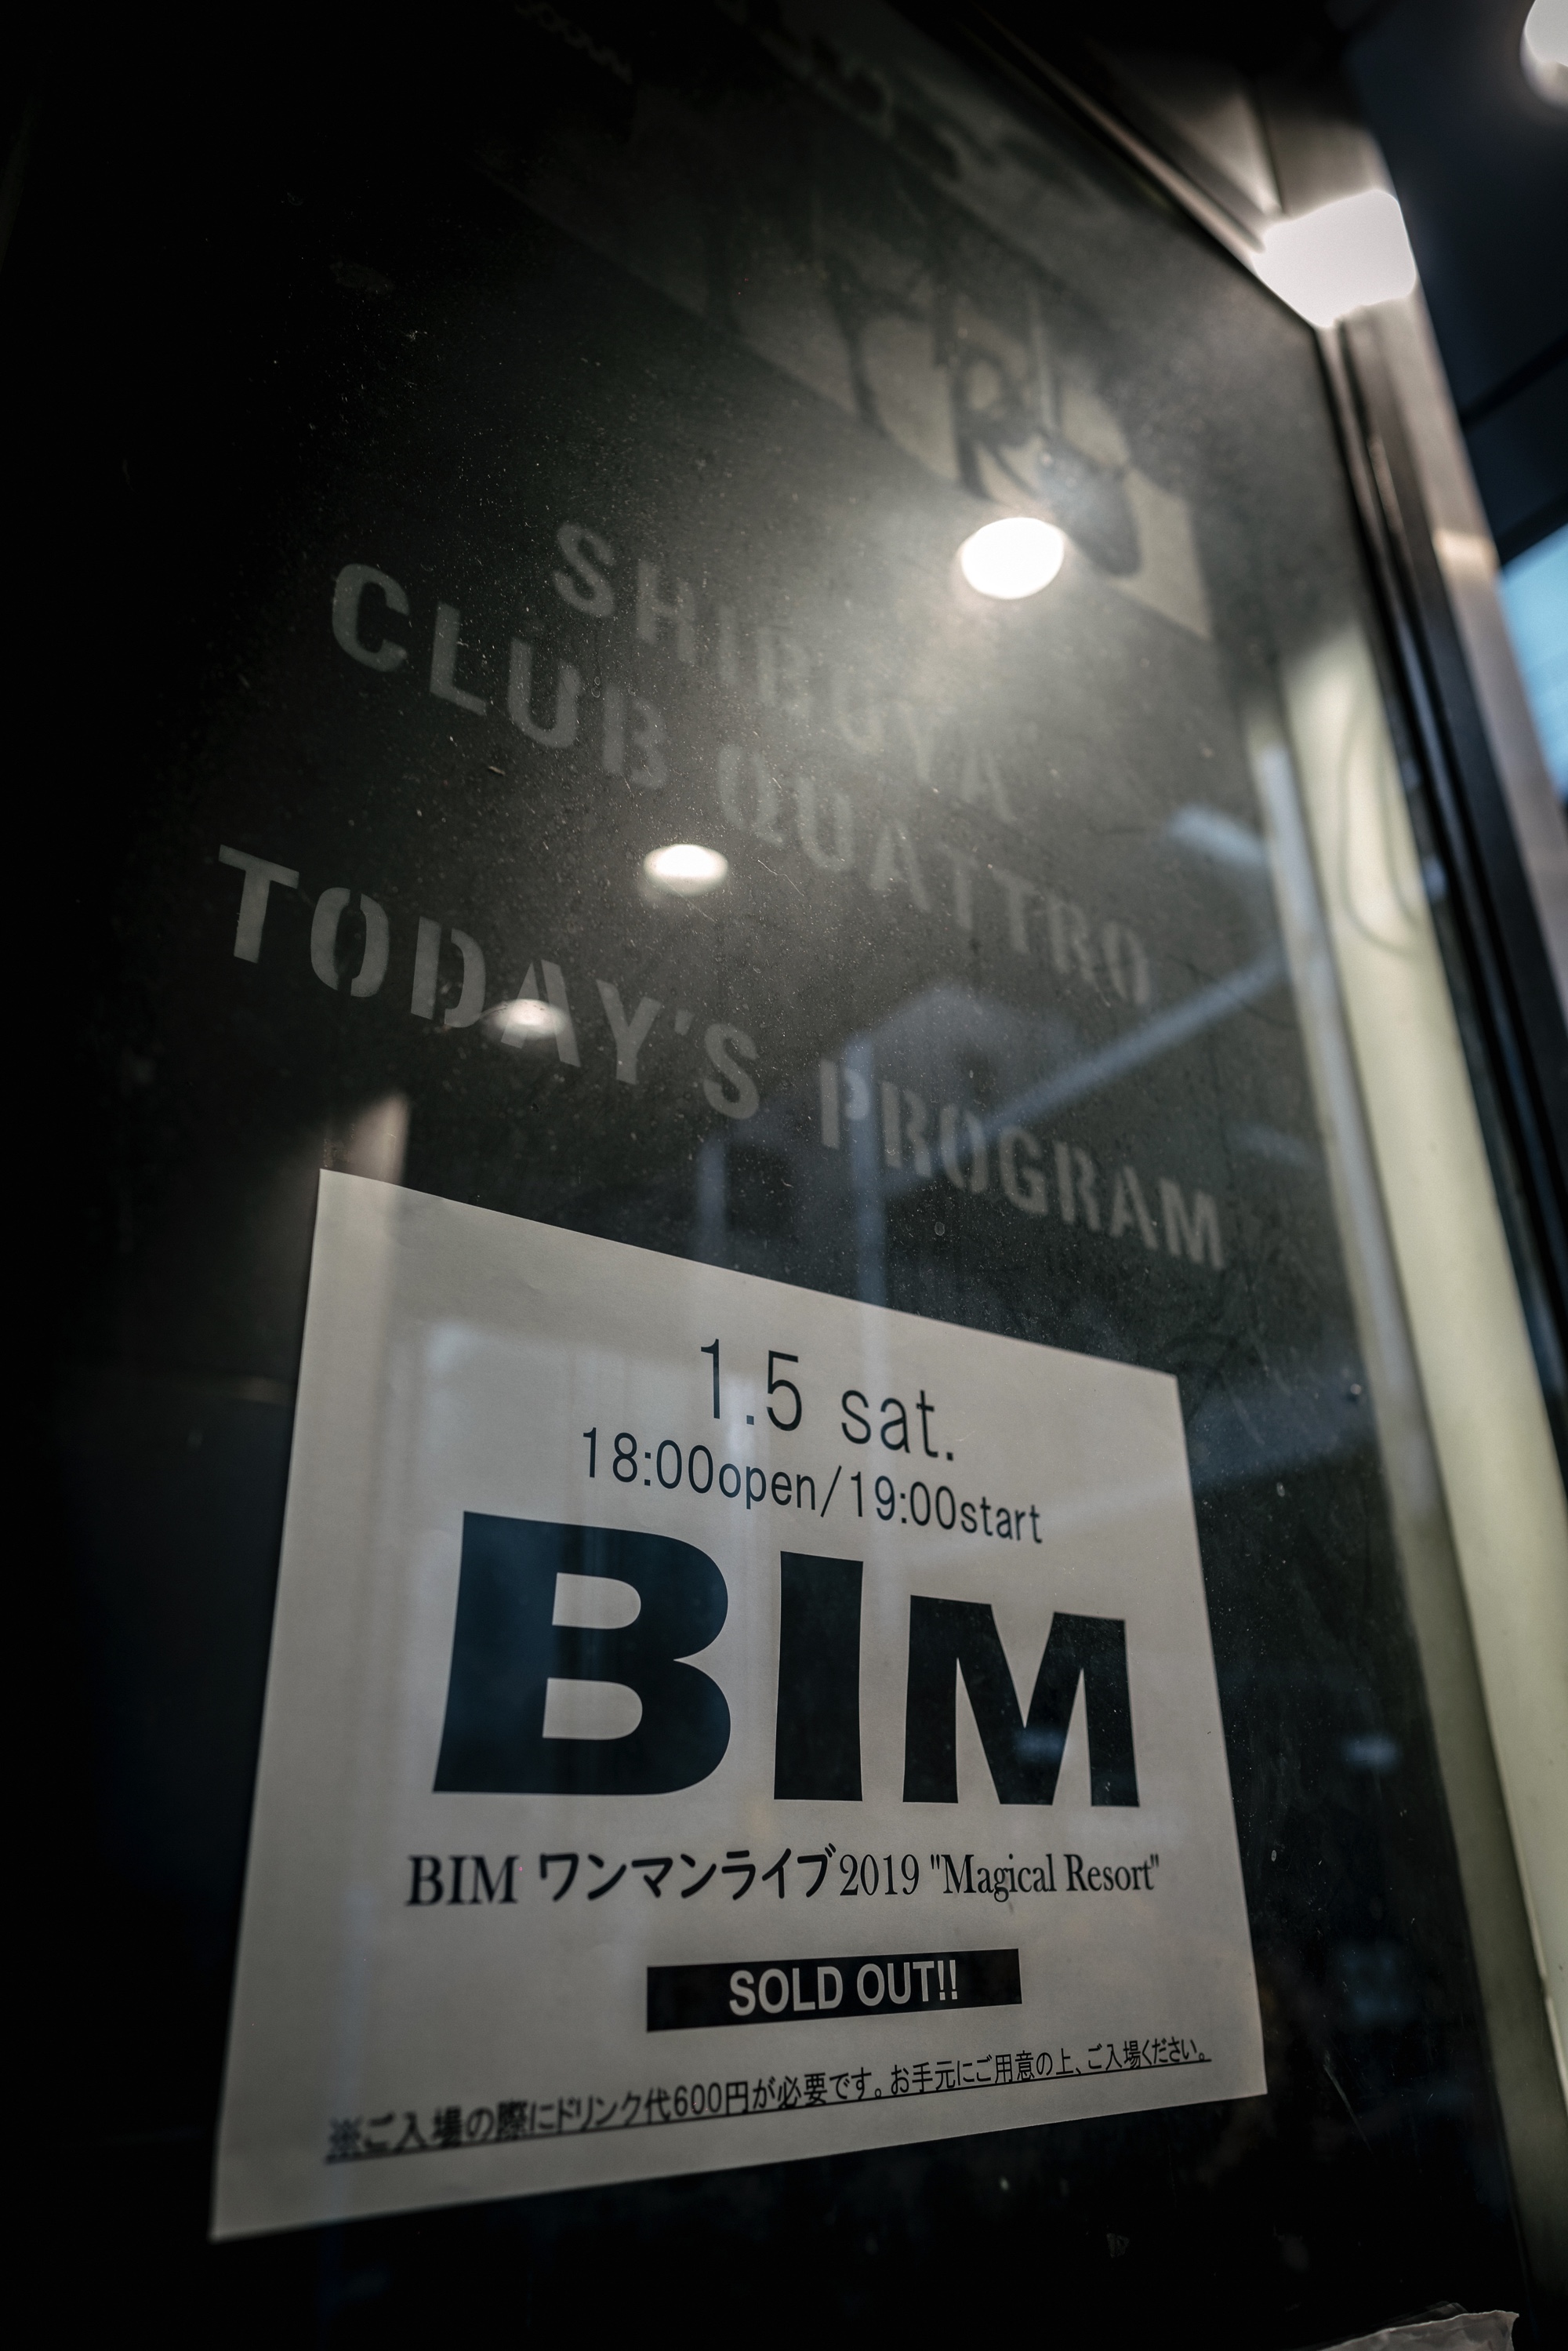 SHIBUYA
CLUB QUATTRO
TODAY'S PROGRAM
1.5 sat.
18:00open/19:00start
BIM
BIM ワンマンライブ2019 "Magical Resort"
SOLD OUT!!
※ご入場の際にドリンク代600円が必要です。お手元にご用意の上、ご入場ください。